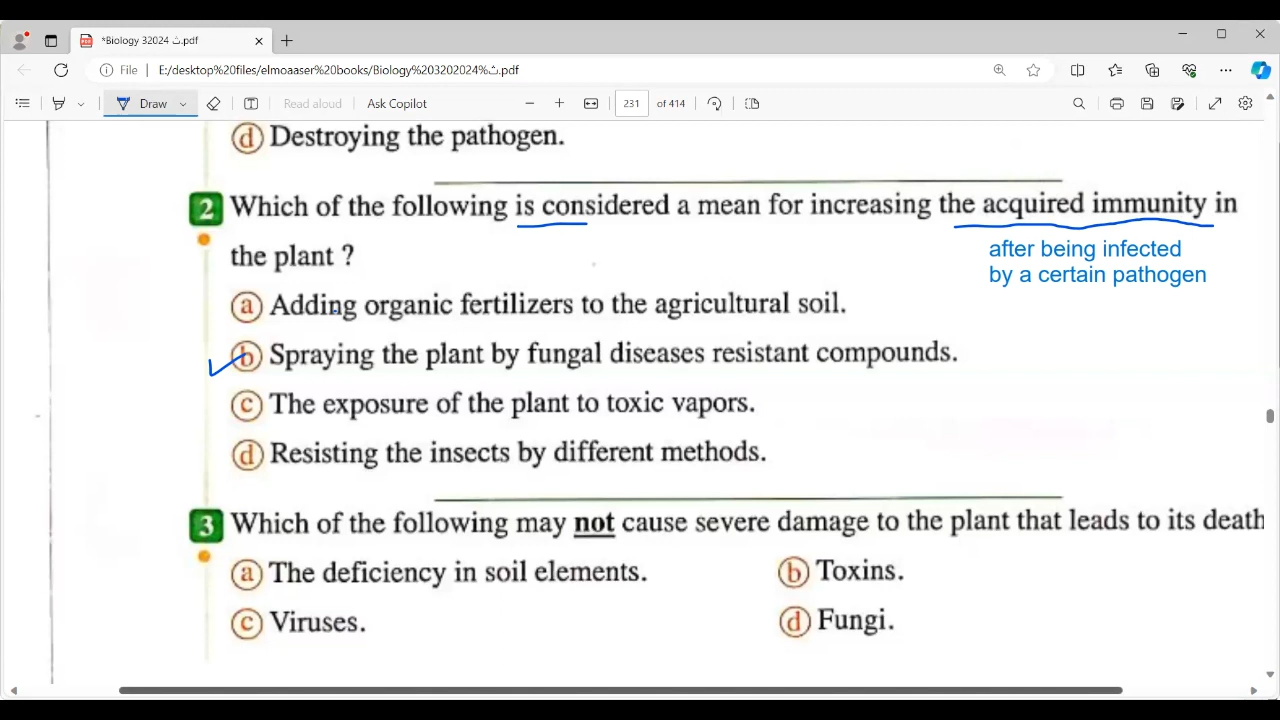 *Biology 32024 ث.pdf
File
E:/desktop%20files/elmoaaser%20books/Biology%203202024%20ث.pdf
Draw
Read aloud
Ask Copilot
231
of 414
d Destroying the pathogen.
2 Which of the following is considered a mean for increasing the acquired immunity in
the plant ?
after being infected
by a certain pathogen
a Adding organic fertilizers to the agricultural soil.
b Spraying the plant by fungal diseases resistant compounds.
c The exposure of the plant to toxic vapors.
d Resisting the insects by different methods.
3 Which of the following may not cause severe damage to the plant that leads to its death
a The deficiency in soil elements.
b Toxins.
c Viruses.
d Fungi.